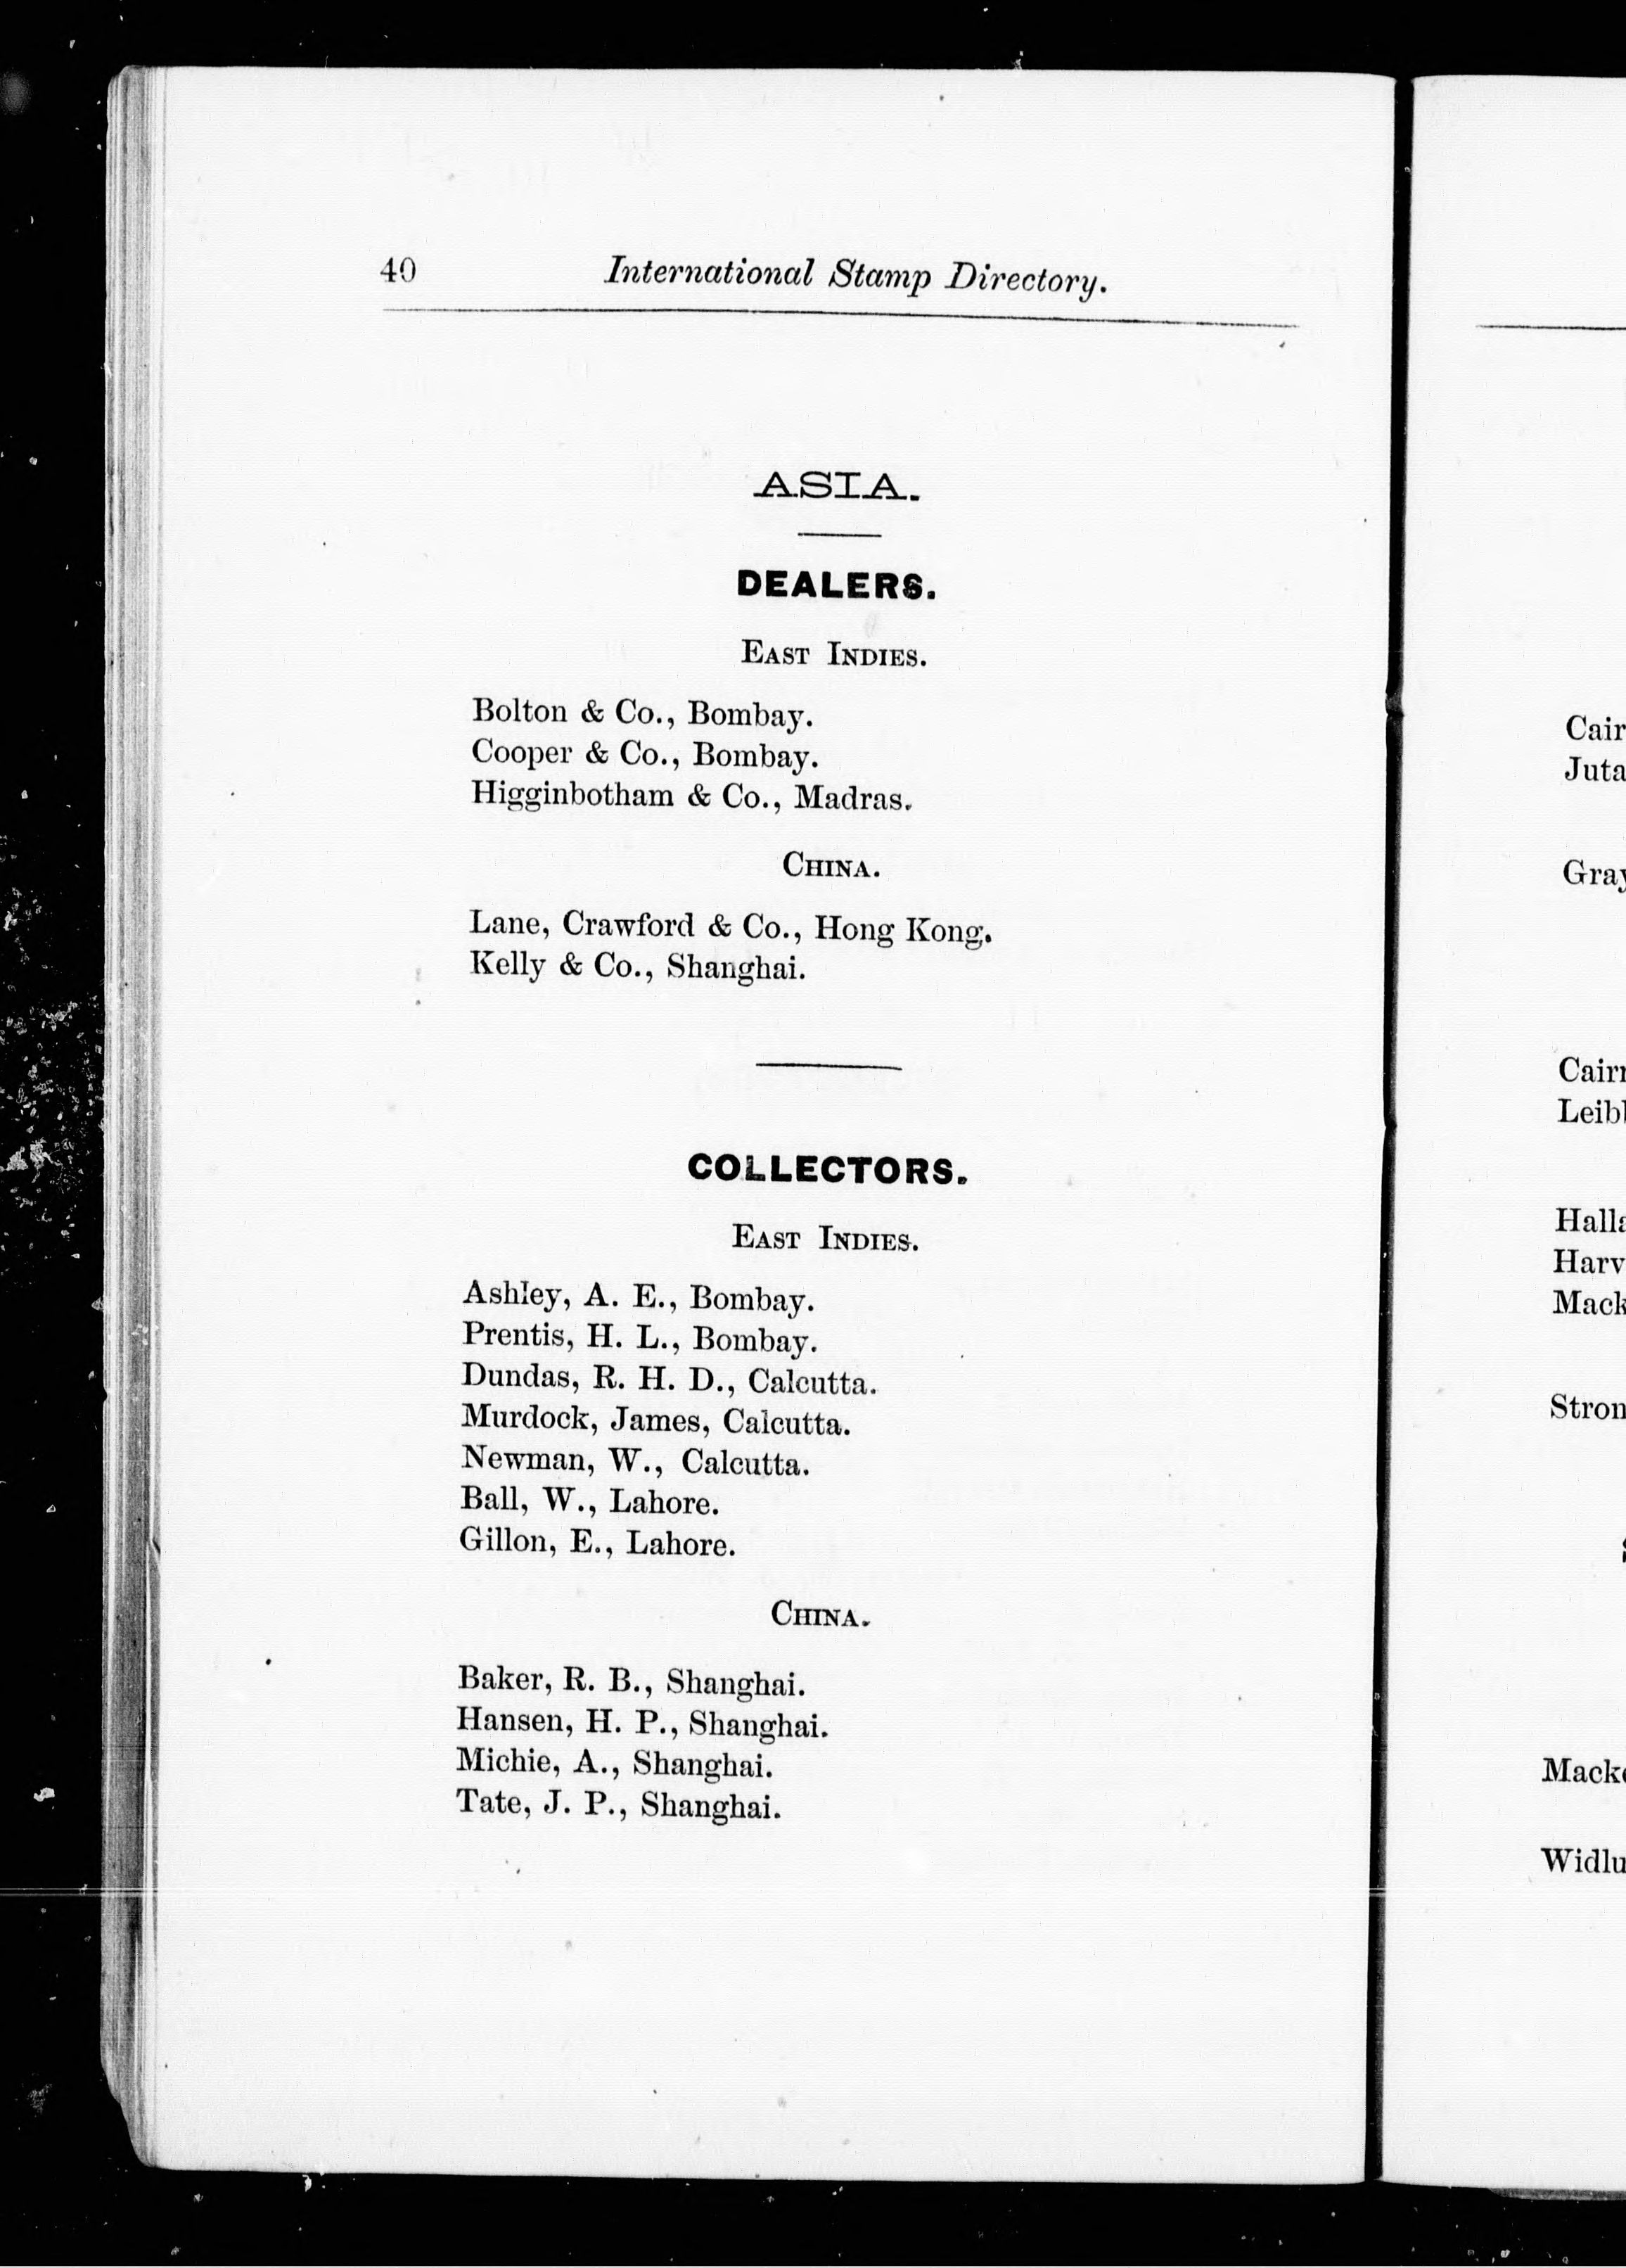 40 International Stamp Directory.
ASIA.
DEALERS.
EAST INDIES.
Bolton & Co., Bombay.
Cooper & Co., Bombay.
Higginbotham & Co., Madras.
CHINA.
Lane, Crawford & Co., Hong Kong.
Kelly & Co., Shanghai.
COLLECTORS.
EAST INDIES.
Ashley, A. E., Bombay.
Prentis, H. L., Bombay.
Dundas, R. H. D., Calcutta.
Murdock, James, Calcutta.
Newman, W., Calcutta.
Ball, W., Lahore.
Gillon, E., Lahore.
CHINA.
Baker, R. B., Shanghai.
Hansen, H. P., Shanghai.
Michie, A., Shanghai.
Tate, J. P., Shanghai.